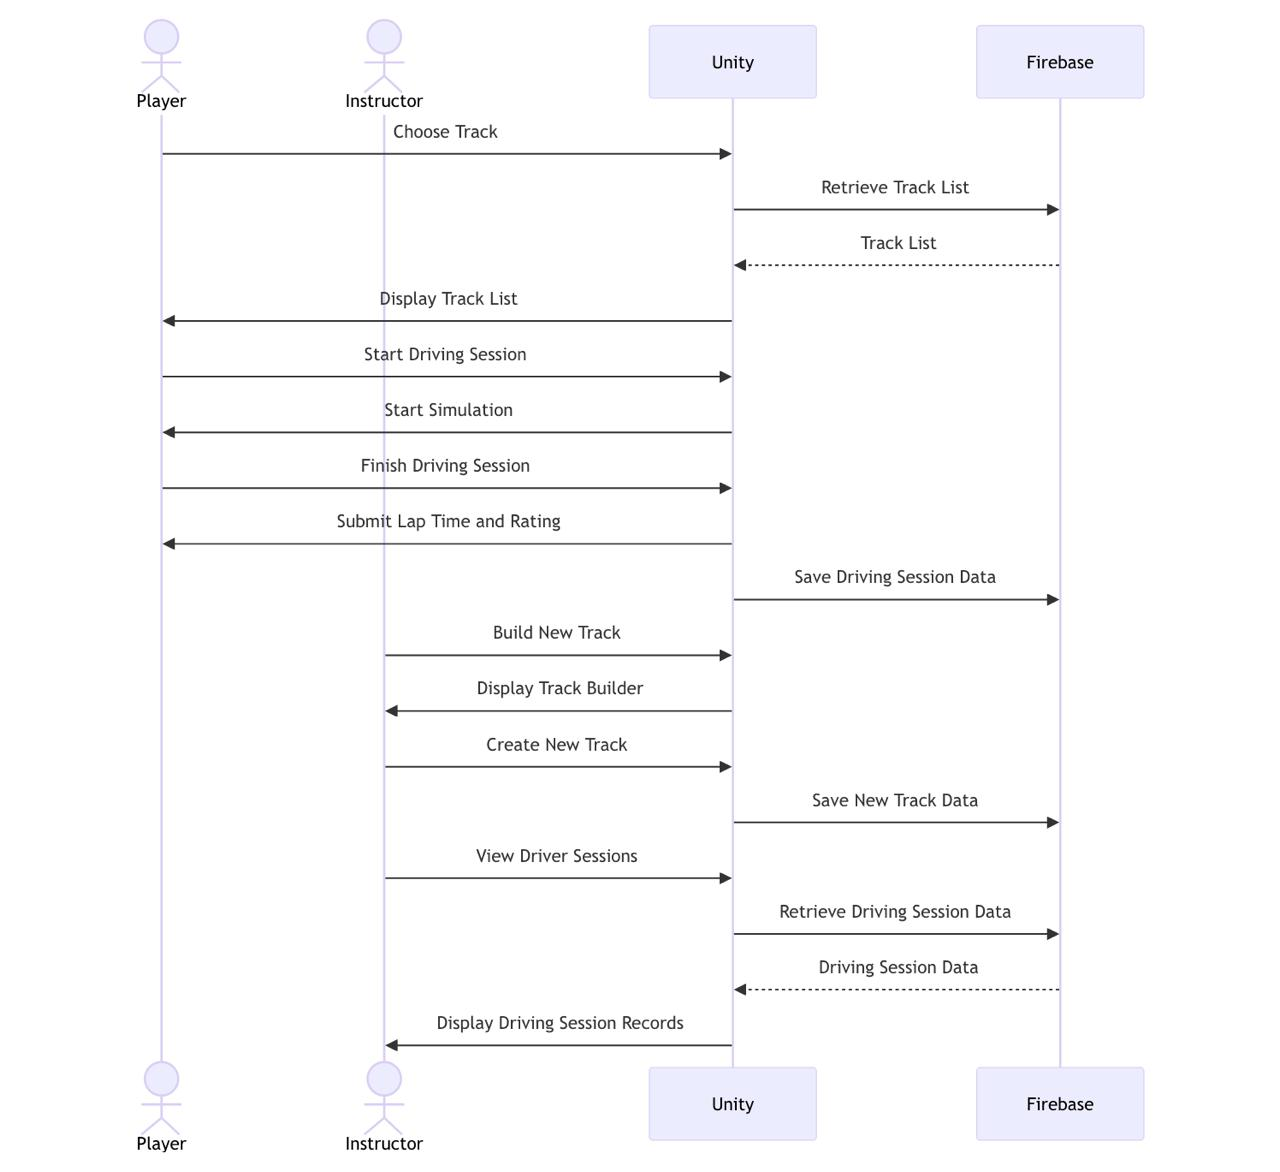 Player
Instructor
Unity
Firebase
Choose Track
Retrieve Track List
Track List
Display Track List
Start Driving Session
Start Simulation
Finish Driving Session
Submit Lap Time and Rating
Save Driving Session Data
Build New Track
Display Track Builder
Create New Track
Save New Track Data
View Driver Sessions
Retrieve Driving Session Data
Driving Session Data
Display Driving Session Records
Player
Instructor
Unity
Firebase